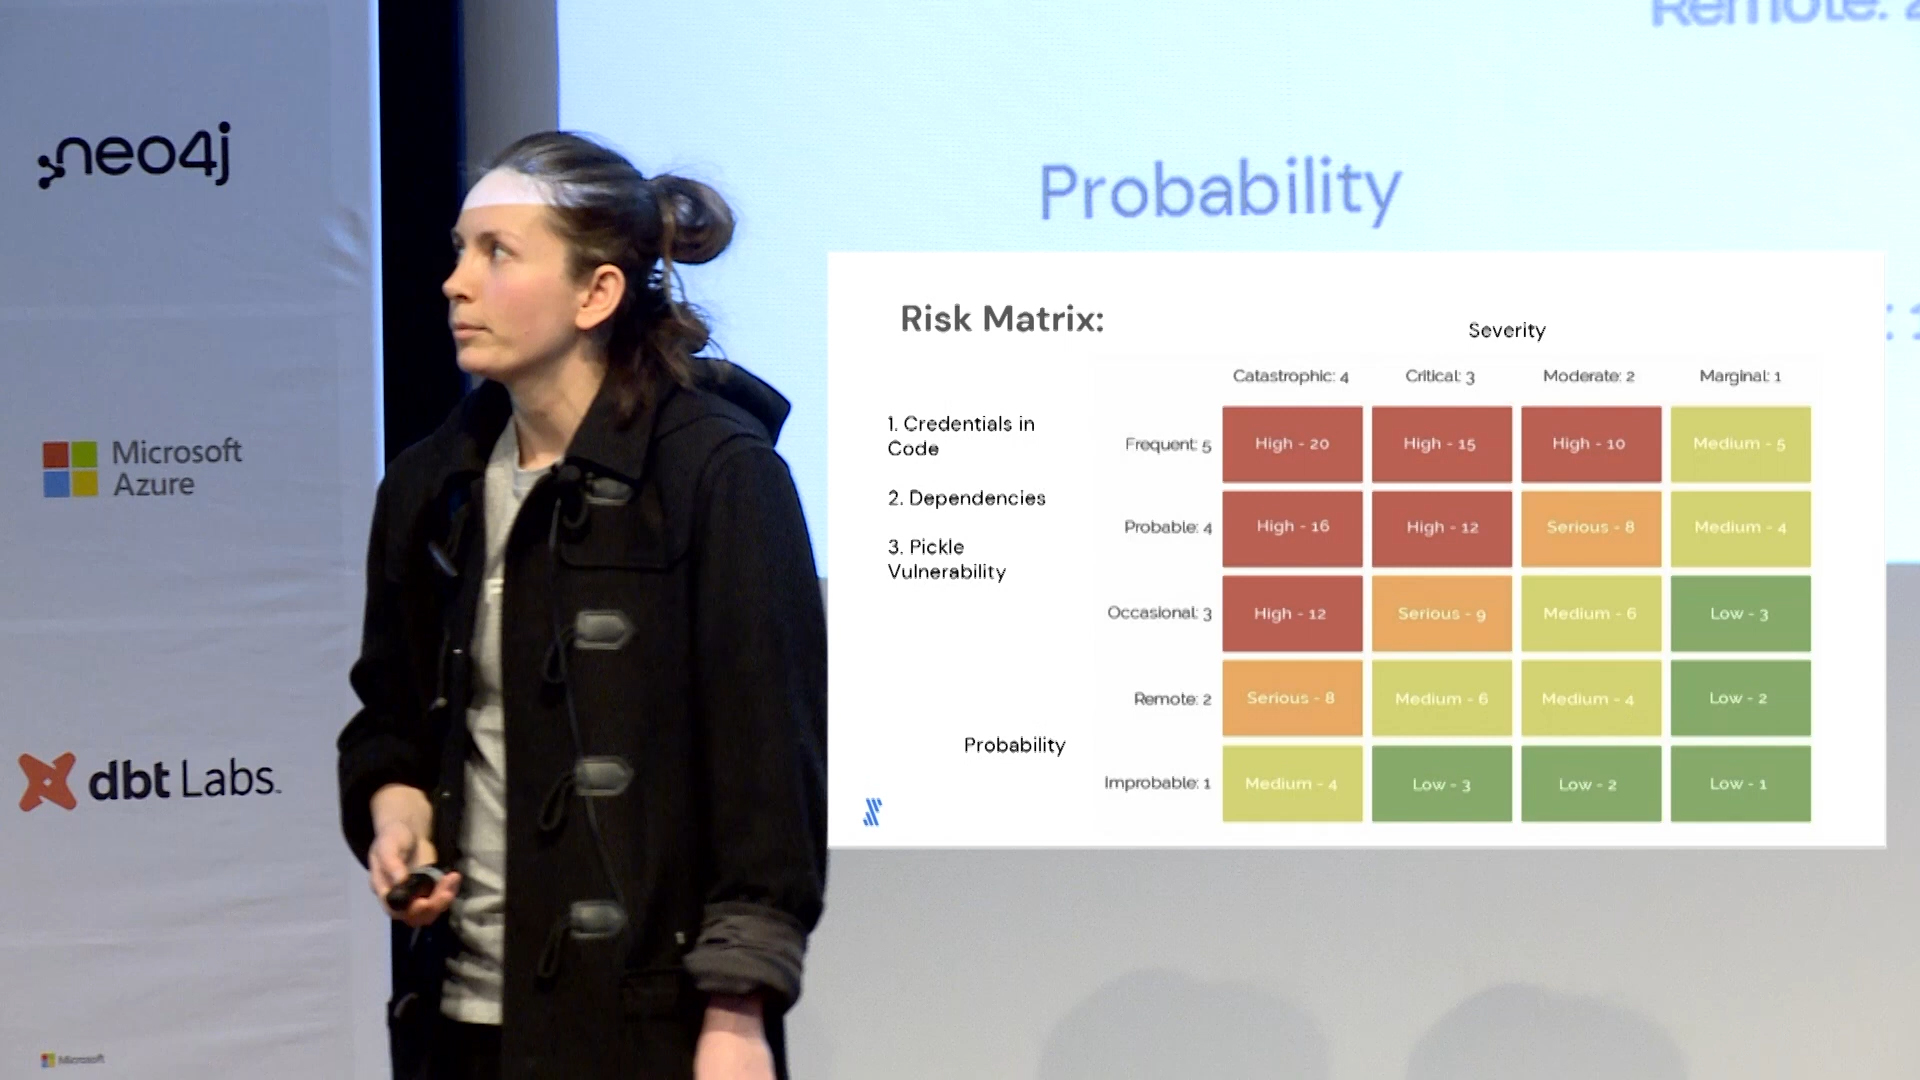 neo4j
Microsoft
Azure
dbt Labs
Microsoft
Remote: 2
Probability
Risk Matrix:
Severity
Catastrophic: 4 Critical: 3 Moderate: 2 Marginal: 1
1. Credentials in
Code
2. Dependencies
3. Pickle
Vulnerability
Frequent: 5 High - 20 High - 15 High - 10 Medium - 5
Probable: 4 High - 16 High - 12 Serious - 8 Medium - 4
Occasional: 3 High - 12 Serious - 9 Medium - 6 Low - 3
Remote: 2 Serious - 8 Medium - 6 Medium - 4 Low - 2
Probability
Improbable: 1 Medium - 4 Low - 3 Low - 2 Low - 1